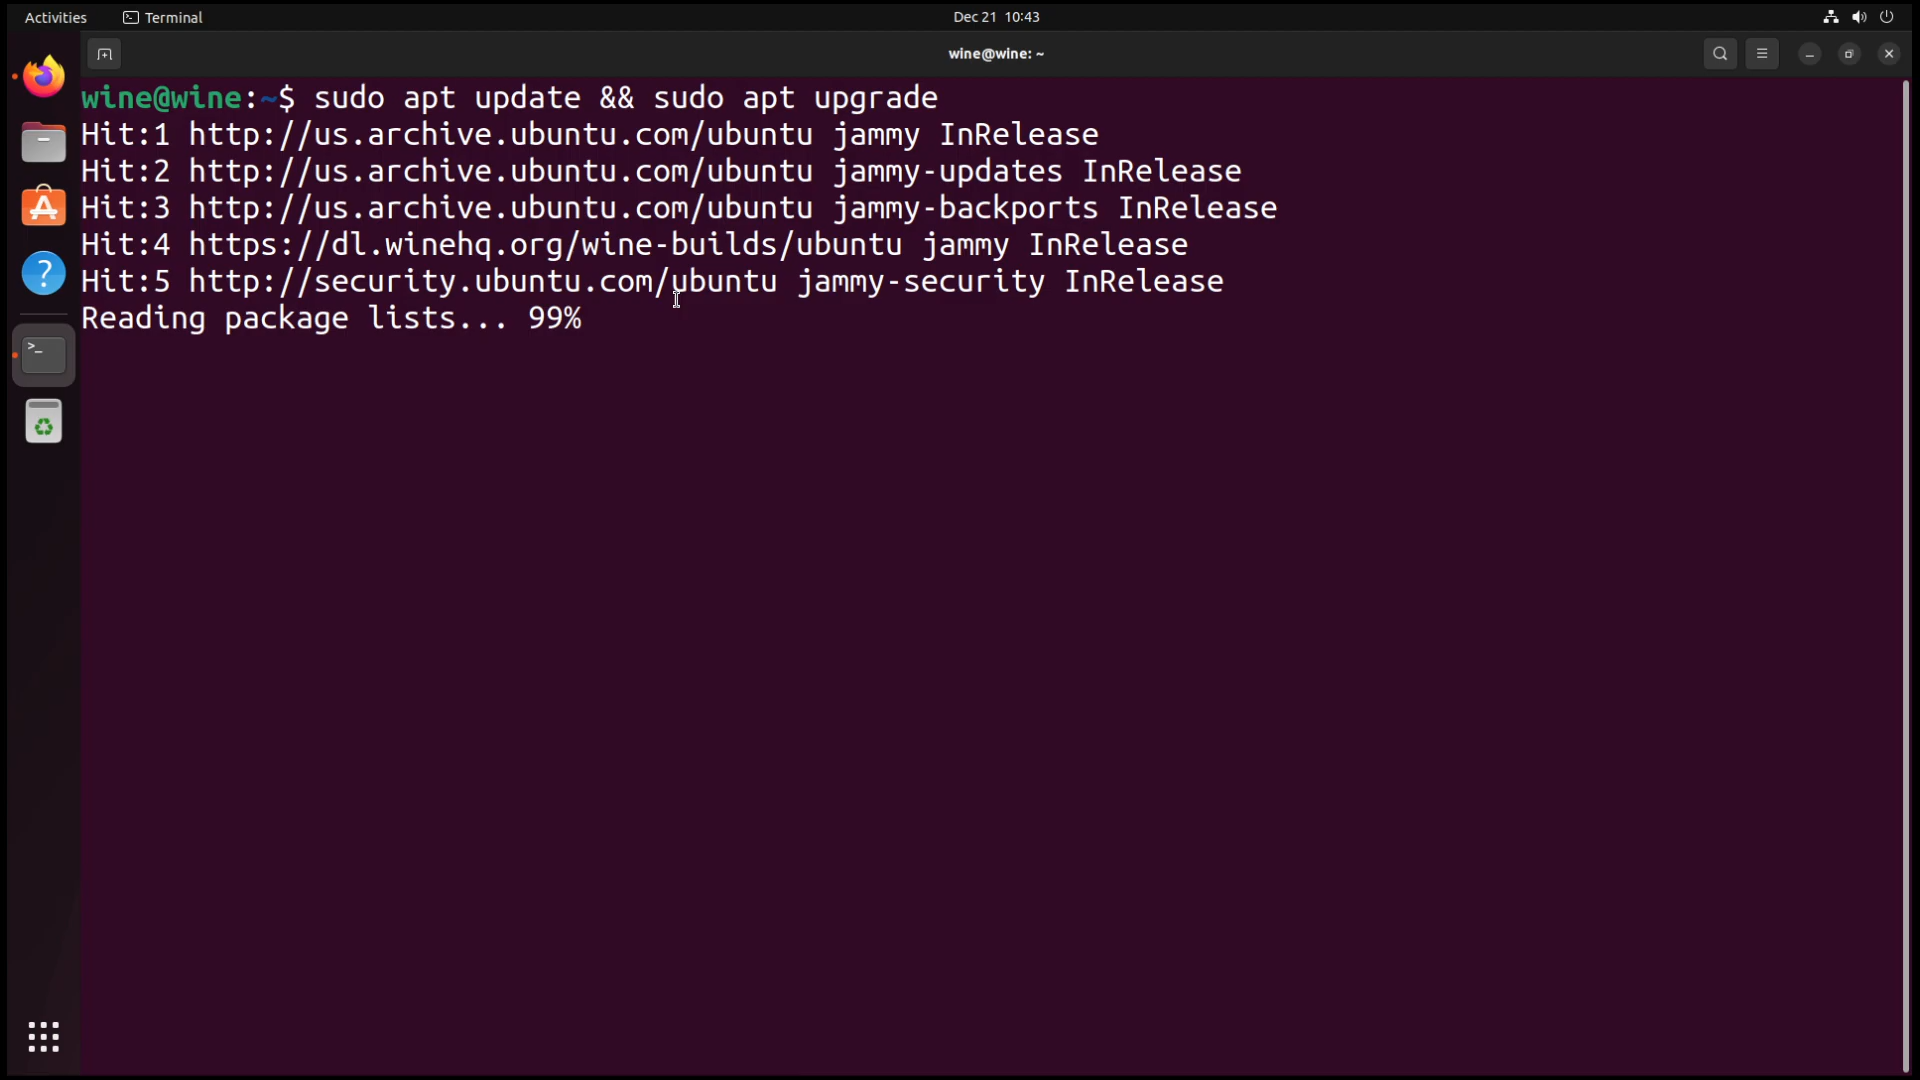 Activities Terminal Dec 21 10:43
wine@wine: ~
wine@wine:~$ sudo apt update && sudo apt upgrade
Hit:1 http://us.archive.ubuntu.com/ubuntu jammy InRelease
Hit:2 http://us.archive.ubuntu.com/ubuntu jammy-updates InRelease
Hit:3 http://us.archive.ubuntu.com/ubuntu jammy-backports InRelease
Hit:4 https://dl.winehq.org/wine-builds/ubuntu jammy InRelease
Hit:5 http://security.ubuntu.com/ubuntu jammy-security InRelease
Reading package lists... 99%